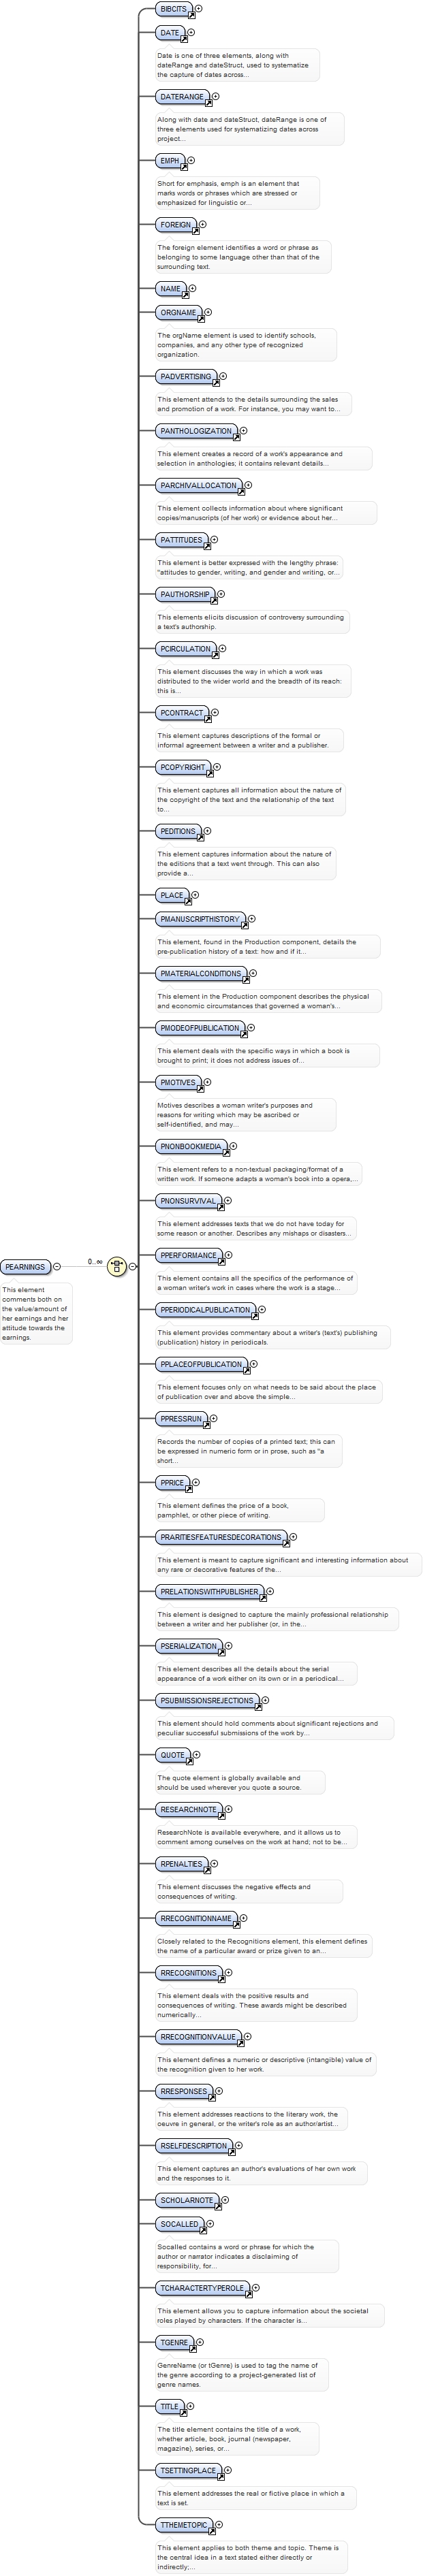 BIBCITS
DATE
Date is one of three elements, along with
dateRange and dateStruct, used to systematize
the capture of dates across...
DATERANGE
Along with date and dateStruct, dateRange is one of
three elements used for systematizing dates across
project...
EMPH
Short for emphasis, emph is an element that
marks words or phrases which are stressed or
emphasized for linguistic or...
FOREIGN
The foreign element identifies a word or phrase as
belonging to some language other than that of the
surrounding text.
NAME
ORGNAME
The orgName element is used to identify schools,
companies, and any other type of recognized
organization.
PADVERTISING
This element attends to the details surrounding the sales
and promotion of a work. For instance, you may want to...
PANTHOLOGIZATION
This element creates a record of a work's appearance and
selection in anthologies; it contains relevant details...
PARCHIVALLOCATION
This element collects information about where significant
copies/manuscripts (of her work) or evidence about her...
PATTITUDES
This element is better expressed with the lengthy phrase:
"attitudes to gender, writing, and gender and writing, or...
PAUTHORSHIP
This elements elicits discussion of controversy surrounding
a text's authorship.
PCIRCULATION
This element discusses the way in which a work was
distributed to the wider world and the breadth of its reach:
this is...
PCONTRACT
This element captures descriptions of the formal or
informal agreement between a writer and a publisher.
PCOPYRIGHT
This element captures all information about the nature of
the copyright of the text and the relationship of the text
to...
PEDITIONS
This element captures information about the nature of
the editions that a text went through. This can also
provide a...
PLACE
PMANUSCRIPTHISTORY
This element, found in the Production component, details the
pre-publication history of a text: how and if it...
PMATERIALCONDITIONS
This element in the Production component describes the physical
and economic circumstances that governed a woman's...
PMODEOFPUBLICATION
This element deals with the specific ways in which a book is
brought to print; it does not address issues of...
PMOTIVES
Motives describes a woman writer's purposes and
reasons for writing which may be ascribed or
self-identified, and may...
PNONBOOKMEDIA
This element refers to a non-textual packaging/format of a
written work. If someone adapts a woman's book into a opera,...
PNONSURVIVAL
This element addresses texts that we do not have today for
some reason or another. Describes any mishaps or disasters...
PEARNINGS
0..∞
This element
comments both on
the value/amount of
her earnings and her
attitude towards the
earnings.
PPERFORMANCE
This element contains all the specifics of the performance of
a woman writer's work in cases where the work is a stage...
PPERIODICALPUBLICATION
This element provides commentary about a writer's (text's) publishing
(publication) history in periodicals.
PPLACEOFPUBLICATION
This element focuses only on what needs to be said about the place
of publication over and above the simple...
PPRESSRUN
Records the number of copies of a printed text; this can
be expressed in numeric form or in prose, such as "a
short...
PPRICE
This element defines the price of a book,
pamphlet, or other piece of writing.
PRARITIESFEATURESDECORATIONS
This element is meant to capture significant and interesting information about
any rare or decorative features of the...
PRELATIONSWITHPUBLISHER
This element is designed to capture the mainly professional relationship
between a writer and her publisher (or, in the...
PSERIALIZATION
This element describes all the details about the serial
appearance of a work either on its own or in a periodical...
PSUBMISSIONSREJECTIONS
This element should hold comments about significant rejections and
peculiar successful submissions of the work by...
QUOTE
The quote element is globally available and
should be used wherever you quote a source.
RESEARCHNOTE
ResearchNote is available everywhere, and it allows us to
comment among ourselves on the work at hand; not to be...
RPENALTIES
This element discusses the negative effects and
consequences of writing.
RRECOGNITIONNAME
Closely related to the Recognitions element, this element defines
the name of a particular award or prize given to an...
RRECOGNITIONS
This element deals with the positive results and
consequences of writing. These awards might be described
numerically...
RRECOGNITIONVALUE
This element defines a numeric or descriptive (intangible) value of
the recognition given to her work.
RRESPONSES
This element addresses reactions to the literary work, the
oeuvre in general, or the writer's role as an author/artist...
RSELFDESCRIPTION
This element captures an author's evaluations of her own work
and the responses to it.
SCHOLARNOTE
SOCALLED
Socalled contains a word or phrase for which the
author or narrator indicates a disclaiming of
responsibility, for...
TCHARACTERTYPEROLE
This element allows you to capture information about the societal
roles played by characters. If the character is...
TGENRE
GenreName (or tGenre) is used to tag the name of
the genre according to a project-generated list of
genre names.
TITLE
The title element contains the title of a work,
whether article, book, journal (newspaper,
magazine), series, or...
TSETTINGPLACE
This element addresses the real or fictive place in which a
text is set.
TTHEMETOPIC
This element applies to both theme and topic. Theme is
the central idea in a text stated either directly or
indirectly;...